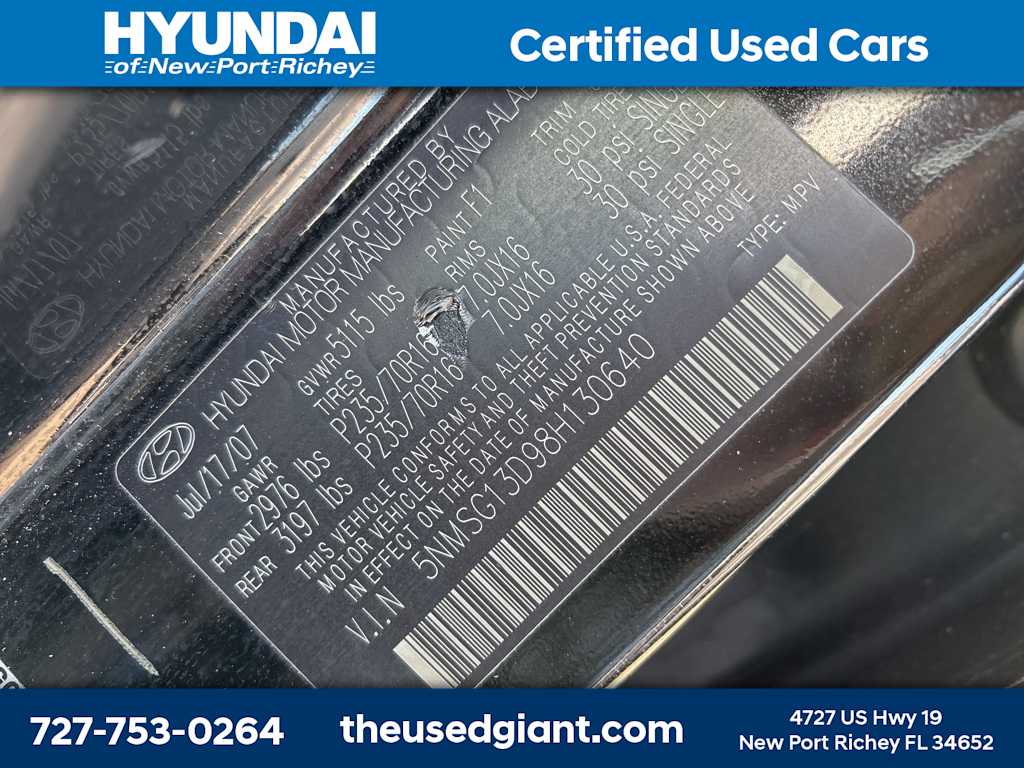 HYUNDAI
of New Port Richey
Certified Used Cars
HYUNDAI
MANUFACTURED BY
HYUNDAI MOTOR MANUFACTURING
Jul/17/07
GVWR 5115 lbs
PAINT F1
TRIM
GAWR
TIRES
RMS
COLD
FRONT 2976 lbs
P235/70R16
7.0JX16
30 psi
REAR 3197 lbs
P235/70R16
7.0JX16
30 psi SINGLE
THIS VEHICLE CONFORMS TO ALL APPLICABLE U.S.A. FEDERAL
MOTOR VEHICLE SAFETY AND THEFT PREVENTION STANDARDS
IN EFFECT ON THE DATE OF MANUFACTURE SHOWN ABOVE
V.I.N 5NMSG13D98H130640
TYPE: MPV
727-753-0264
theusedgiant.com
4727 US Hwy 19
New Port Richey FL 34652